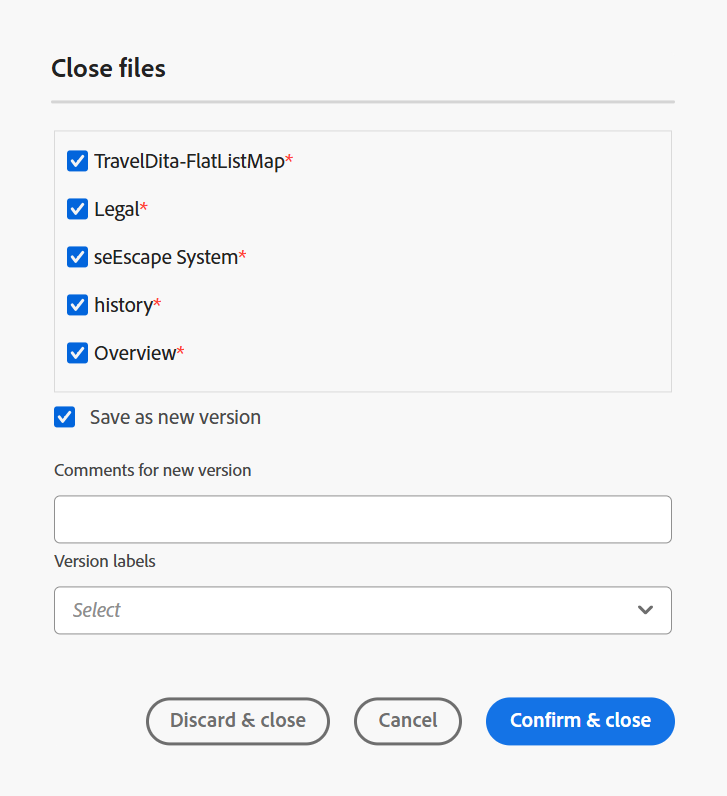 Close files
TravelDita-FlatListMap*
Legal*
seEscape System*
history*
Overview*
Save as new version
Comments for new version
Version labels
Select
Discard & close
Cancel
Confirm & close